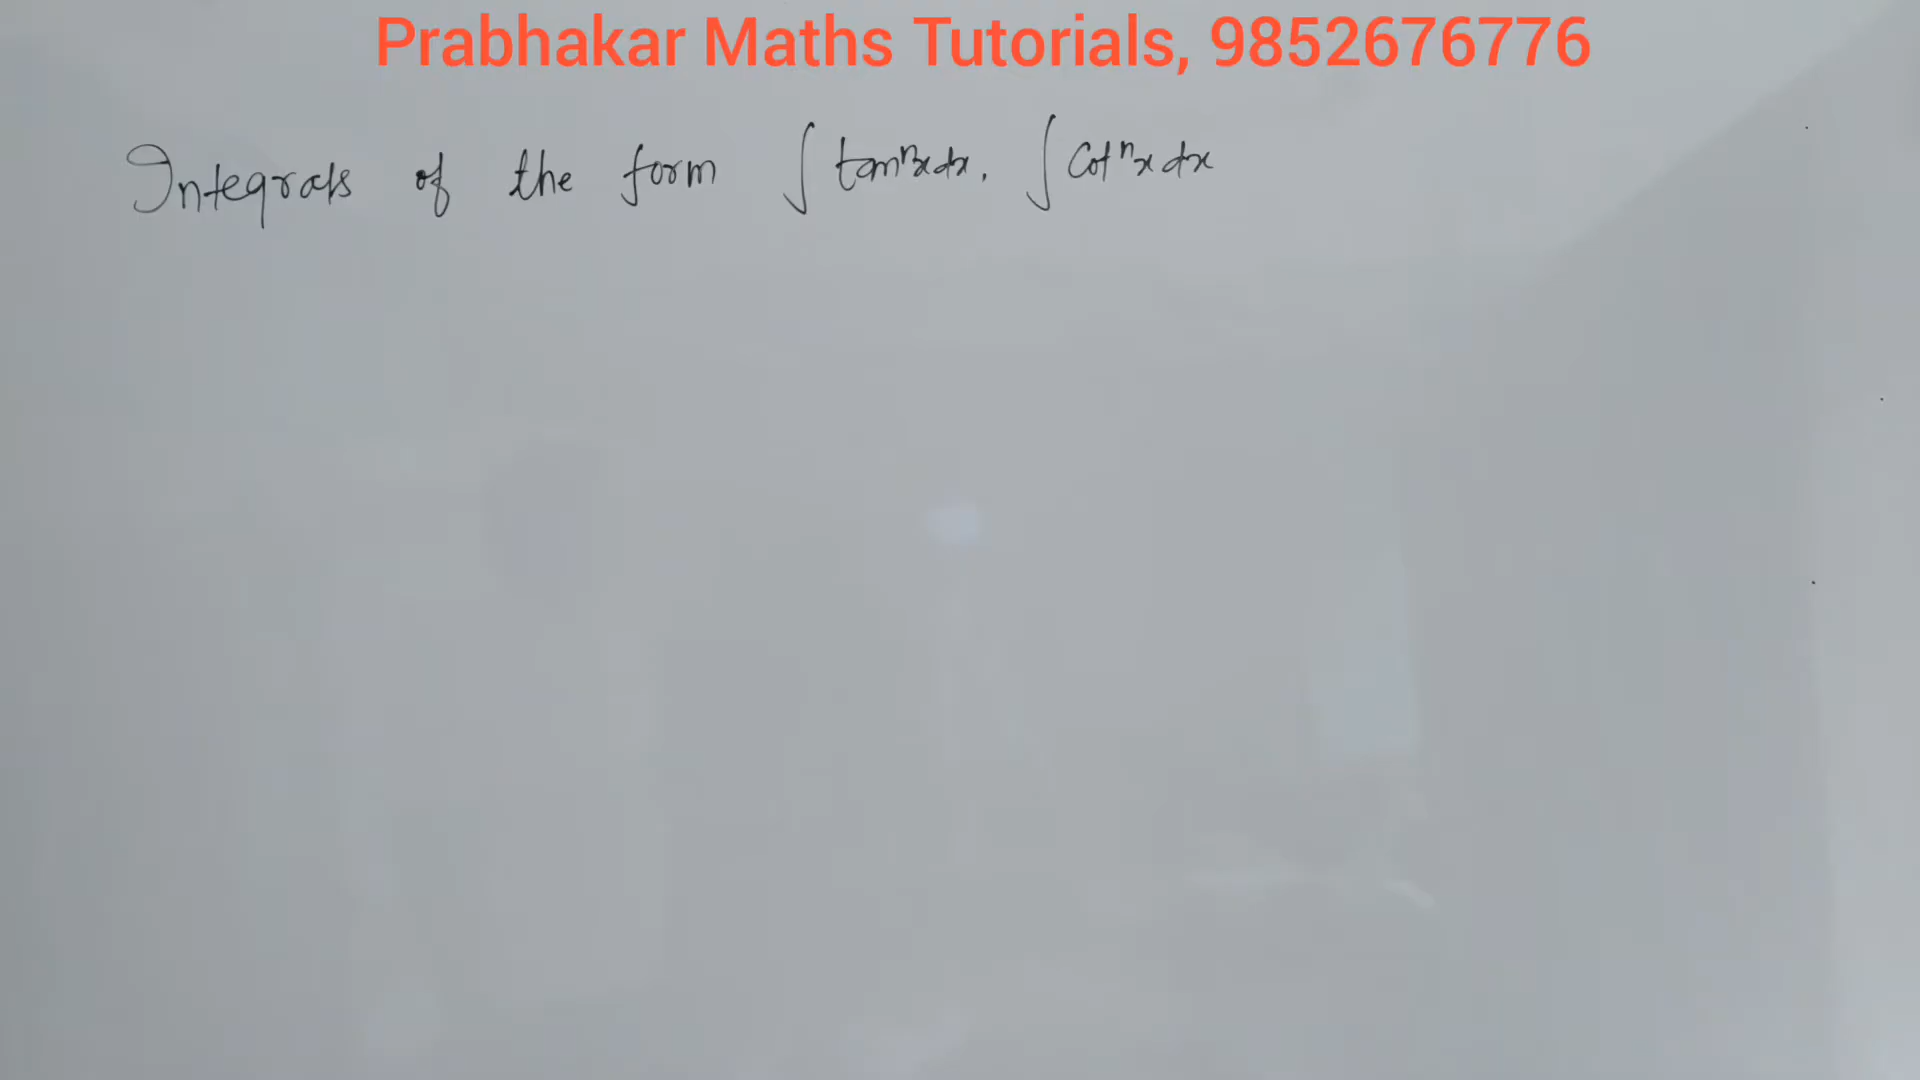 Prabhakar Maths Tutorials, 9852676776
Integrals of the form ∫ tanⁿx dx, ∫ Cotⁿx dx